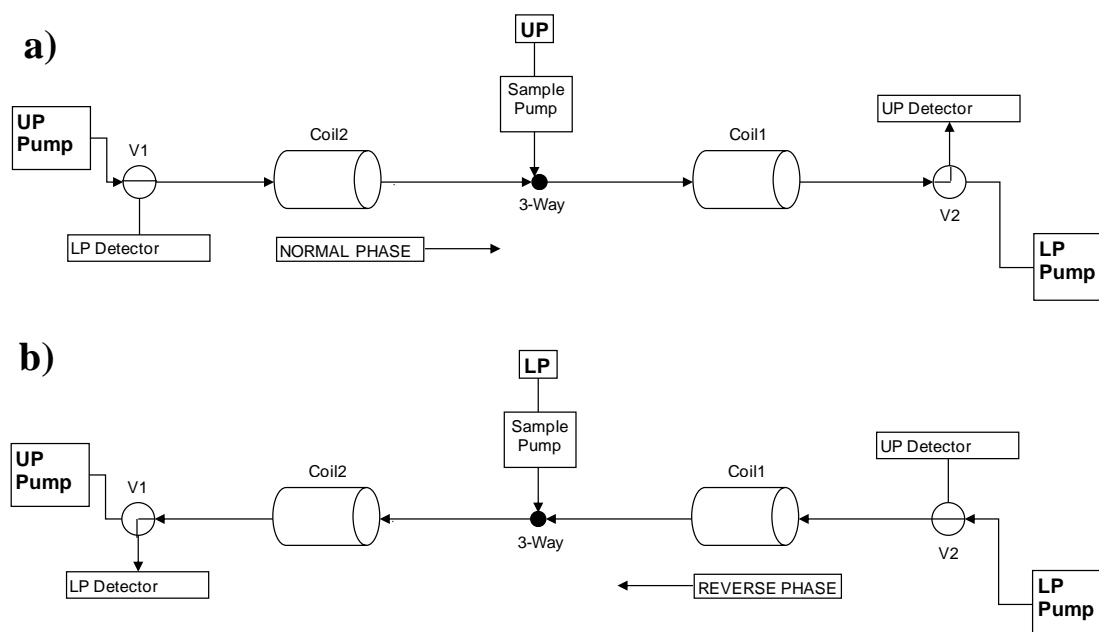 a)
UP
Sample
Pump
UP
Pump
V1
Coil2
Coil1
UP Detector
3-Way
V2
LP Detector
NORMAL PHASE
LP
Pump
b)
LP
Sample
Pump
UP
Pump
V1
Coil2
Coil1
UP Detector
3-Way
V2
LP Detector
REVERSE PHASE
LP
Pump